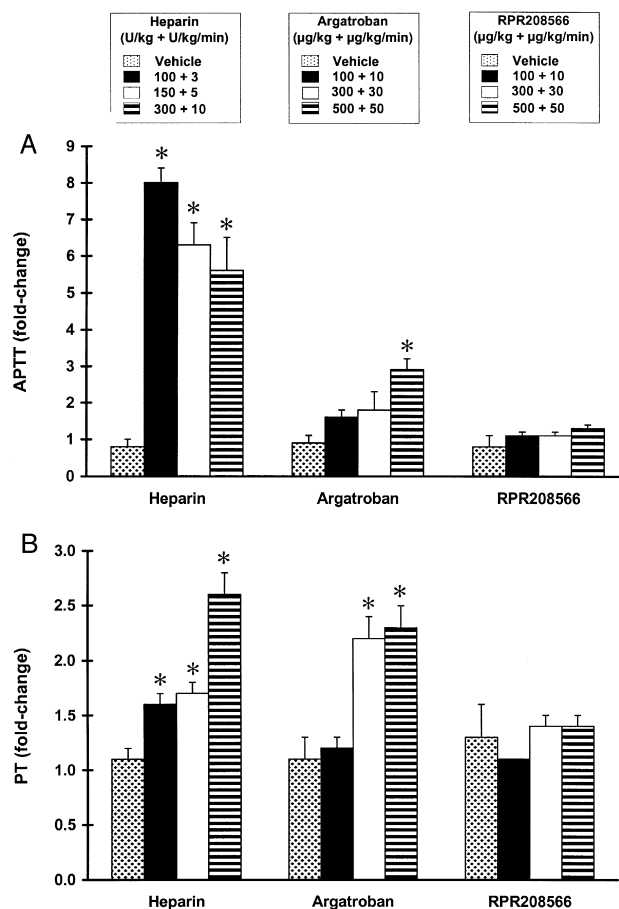 Heparin
(U/kg + U/kg/min)
Vehicle
100 + 3
150 + 5
300 + 10
Argatroban
(µg/kg + µg/kg/min)
Vehicle
100 + 10
300 + 30
500 + 50
RPR208566
(µg/kg + µg/kg/min)
Vehicle
100 + 10
300 + 30
500 + 50
A
APTT (fold-change)
9
8
7
6
5
4
3
2
1
0
*
*
*
*
Heparin Argatroban RPR208566
B
PT (fold-change)
3.0
2.5
2.0
1.5
1.0
0.5
0.0
*
*
*
*
*
Heparin Argatroban RPR208566